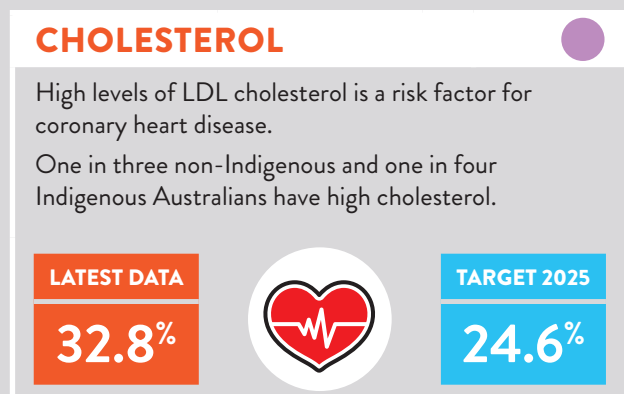 CHOLESTEROL
High levels of LDL cholesterol is a risk factor for
coronary heart disease.
One in three non-Indigenous and one in four
Indigenous Australians have high cholesterol.
LATEST DATA
32.8%
TARGET 2025
24.6%